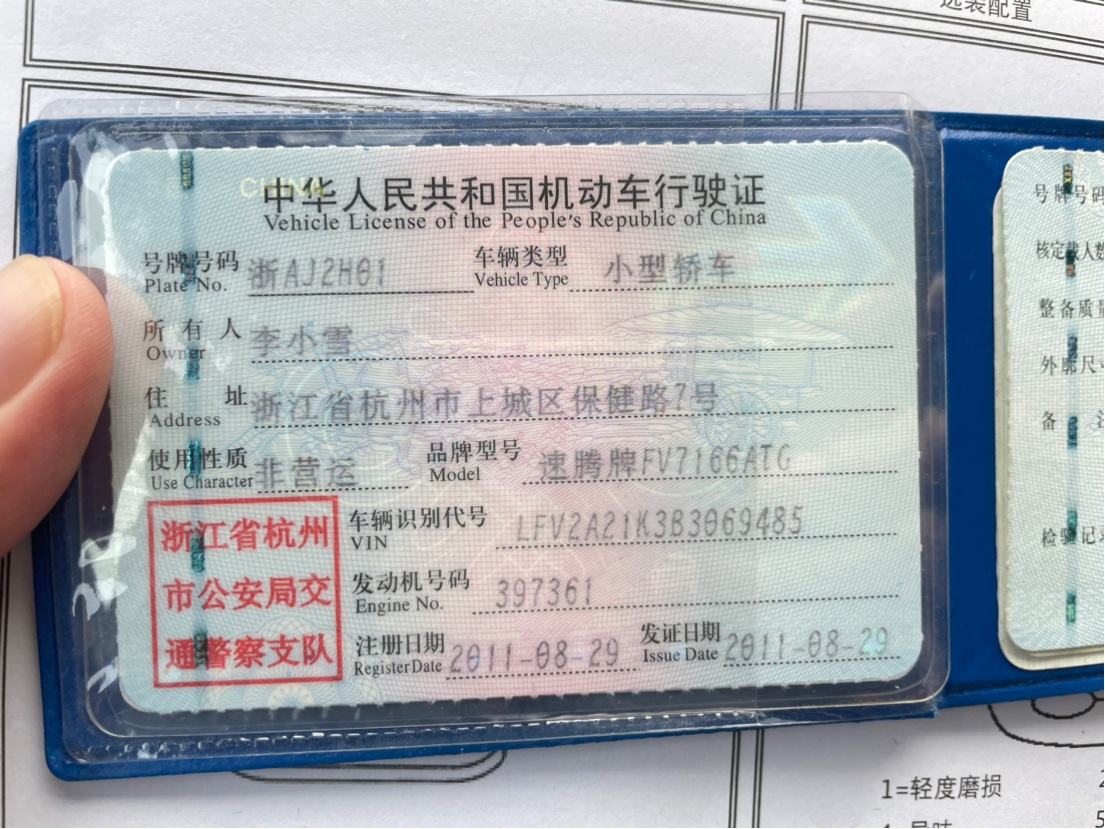 选装配置
CHINA
中华人民共和国机动车行驶证
Vehicle License of the People's Republic of China
号牌号码 浙AJ2H01 车辆类型 小型轿车
Plate No. Vehicle Type
所有人 李小雪
Owner
住址 浙江省杭州市上城区保健路7号
Address
使用性质 非营运 品牌型号 速腾牌FV7166ATG
Use Character Model
浙江省杭州
市公安局交
通警察支队
车辆识别代号 LFV2A21K3B3069485
VIN
发动机号码 397361
Engine No.
注册日期 2011-08-29 发证日期 2011-08-29
Register Date Issue Date
号牌号码
核定载人数
整备质量
外廓尺寸
备
检验记录
1=轻度磨损